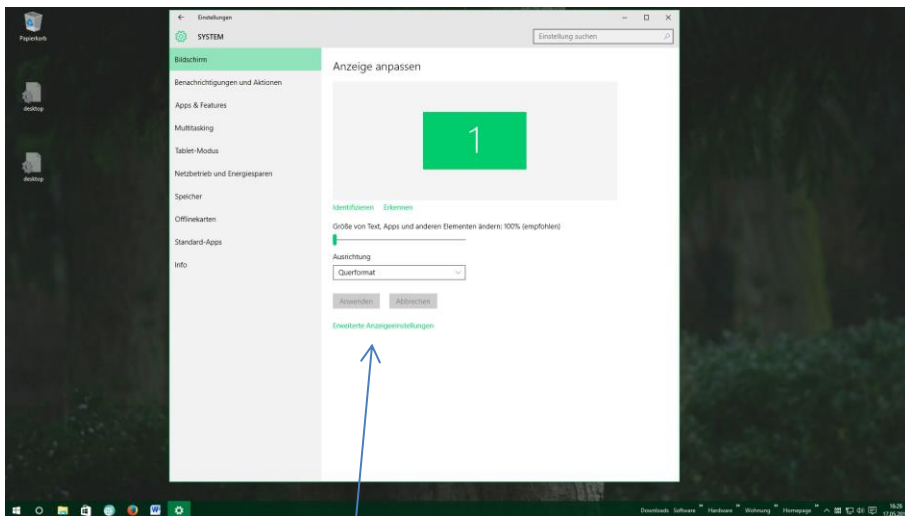 Einstellungen
SYSTEM
Einstellung suchen
Papierkorb
Bildschirm
Anzeige anpassen
Benachrichtigungen und Aktionen
desktop
Apps & Features
1
Multitasking
Tablet-Modus
desktop
Netzbetrieb und Energiesparen
Speicher
Identifizieren Erkennen
Offlinekarten
Größe von Text, Apps und anderen Elementen ändern: 100% (empfohlen)
Standard-Apps
Ausrichtung
Info
Querformat
Anwenden Abbrechen
Erweiterte Anzeigeeinstellungen
Downloads Software Hardware Wohnung Homepage